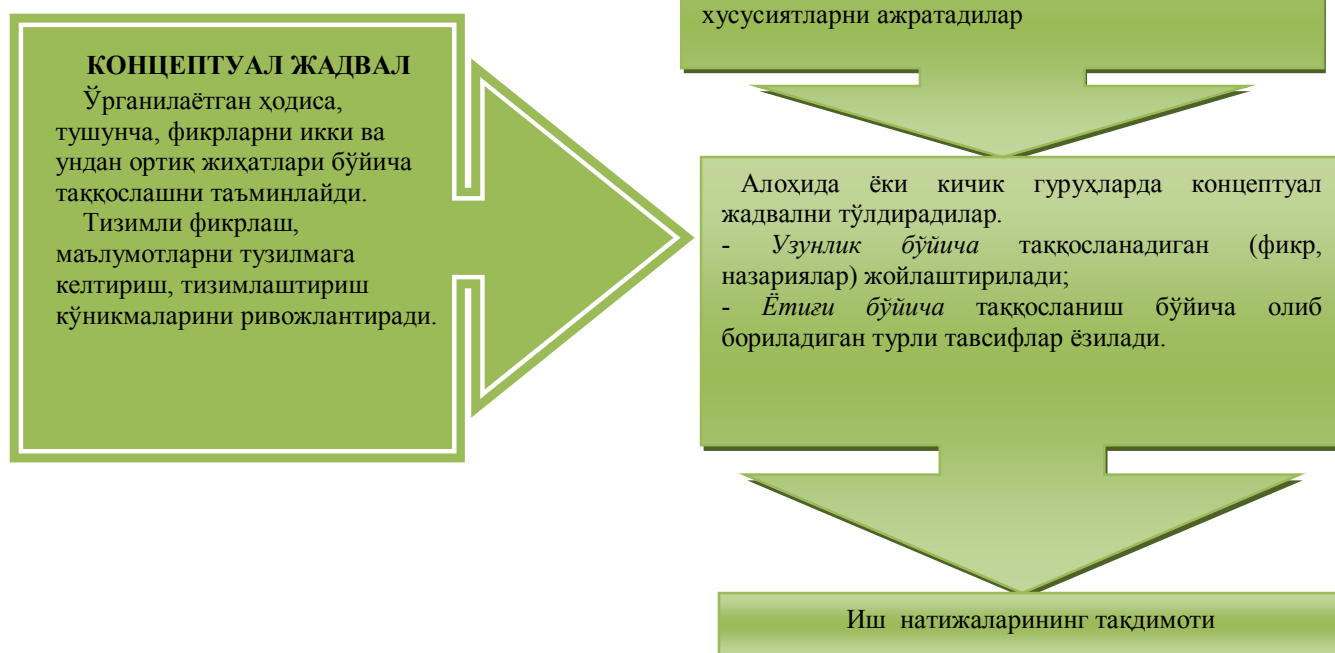 КОНЦЕПТУАЛ ЖАДВАЛ
Ўрганилаётган ҳодиса,
тушунча, фикрларни икки ва
ундан ортиқ жиҳатлари бўйича
таққослашни таъминлайди.
Тизимли фикрлаш,
маълумотларни тузилмага
келтириш, тизимлаштириш
кўникмаларини ривожлантиради.
хусусиятларни ажратадилар
Алоҳида ёки кичик гуруҳларда концептуал
жадвални тўлдирадилар.
- Узунлик бўйича таққосланадиган (фикр,
назариялар) жойлаштирилади;
- Ётиғи бўйича таққосланиш бўйича олиб
бориладиган турли тавсифлар ёзилади.
Иш натижаларининг тақдимоти